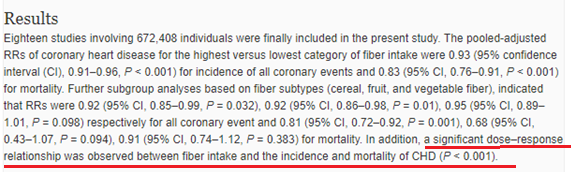 Results
Eighteen studies involving 672,408 individuals were finally included in the present study. The pooled-adjusted
RRs of coronary heart disease for the highest versus lowest category of fiber intake were 0.93 (95% confidence
interval (CI), 0.91–0.96, P < 0.001) for incidence of all coronary events and 0.83 (95% CI, 0.76–0.91, P < 0.001)
for mortality. Further subgroup analyses based on fiber subtypes (cereal, fruit, and vegetable fiber), indicated
that RRs were 0.92 (95% CI, 0.85–0.99, P = 0.032), 0.92 (95% CI, 0.86–0.98, P = 0.01), 0.95 (95% CI, 0.89–
1.01, P = 0.098) respectively for all coronary event and 0.81 (95% CI, 0.72–0.92, P = 0.001), 0.68 (95% CI,
0.43–1.07, P = 0.094), 0.91 (95% CI, 0.74–1.12, P = 0.383) for mortality. In addition, a significant dose–response
relationship was observed between fiber intake and the incidence and mortality of CHD (P < 0.001).